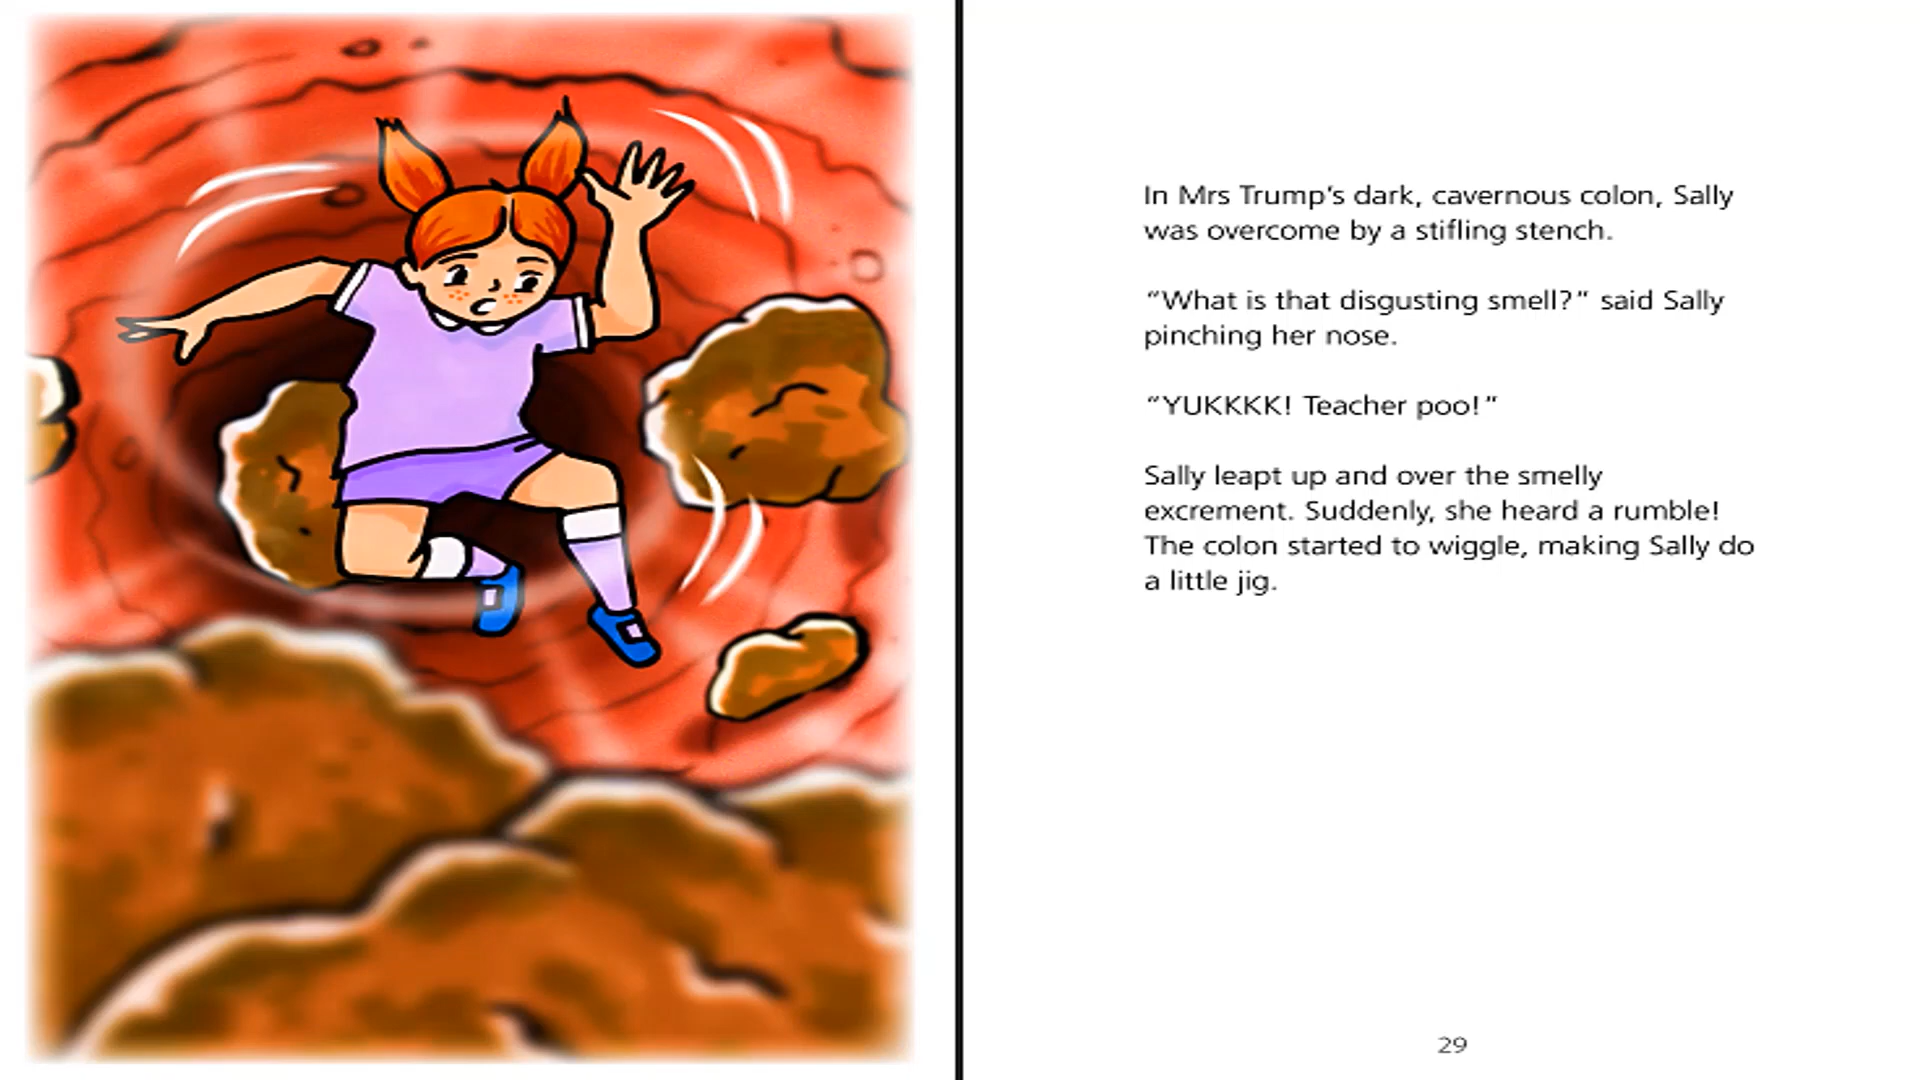 In Mrs Trump’s dark, cavernous colon, Sally
was overcome by a stifling stench.
“What is that disgusting smell?” said Sally
pinching her nose.
“YUKKKK! Teacher poo!”
Sally leapt up and over the smelly
excrement. Suddenly, she heard a rumble!
The colon started to wiggle, making Sally do
a little jig.
29